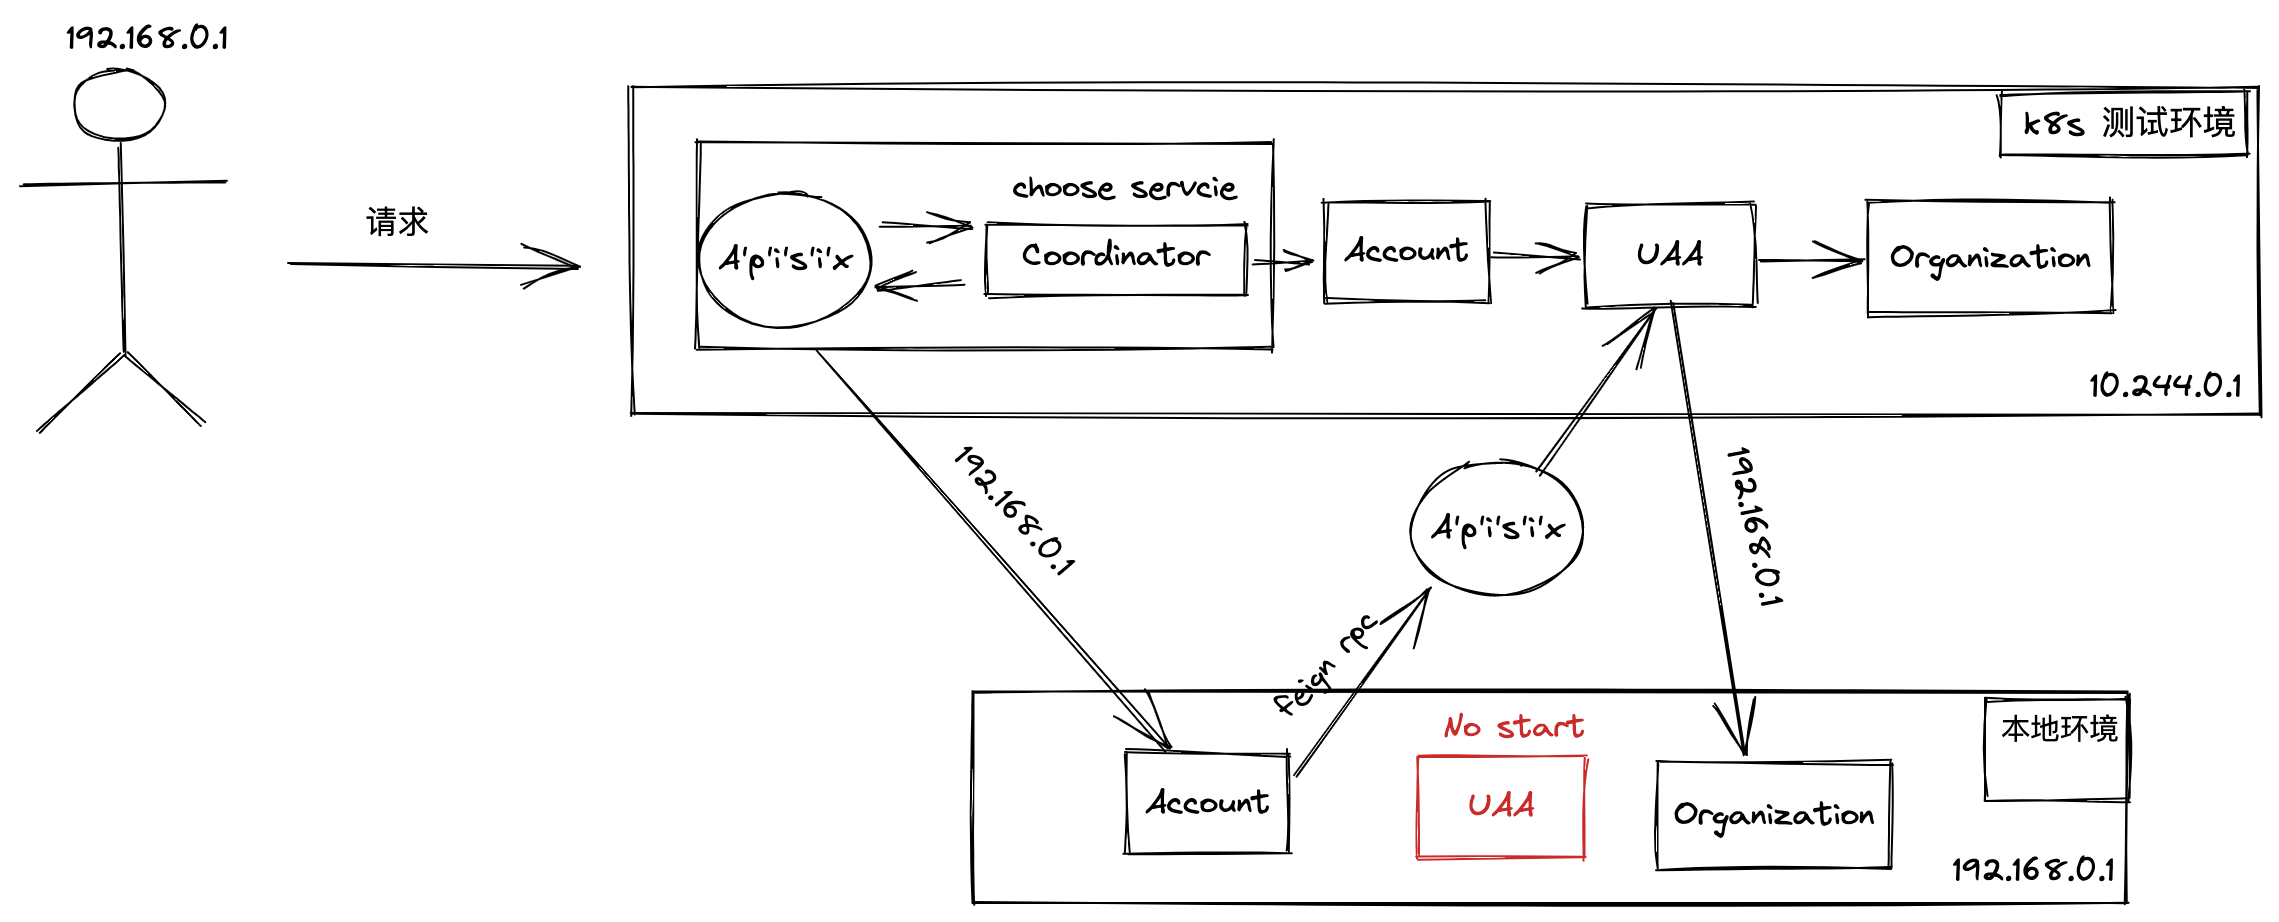 192.168.0.1
请求
k8s 测试环境
choose servcie
A'p'i's'i'x
Coordinator
Account
UAA
Organization
10.244.0.1
192.168.0.1
192.168.0.1
A'p'i's'i'x
feign rpc
No start
本地环境
Account
UAA
Organization
192.168.0.1